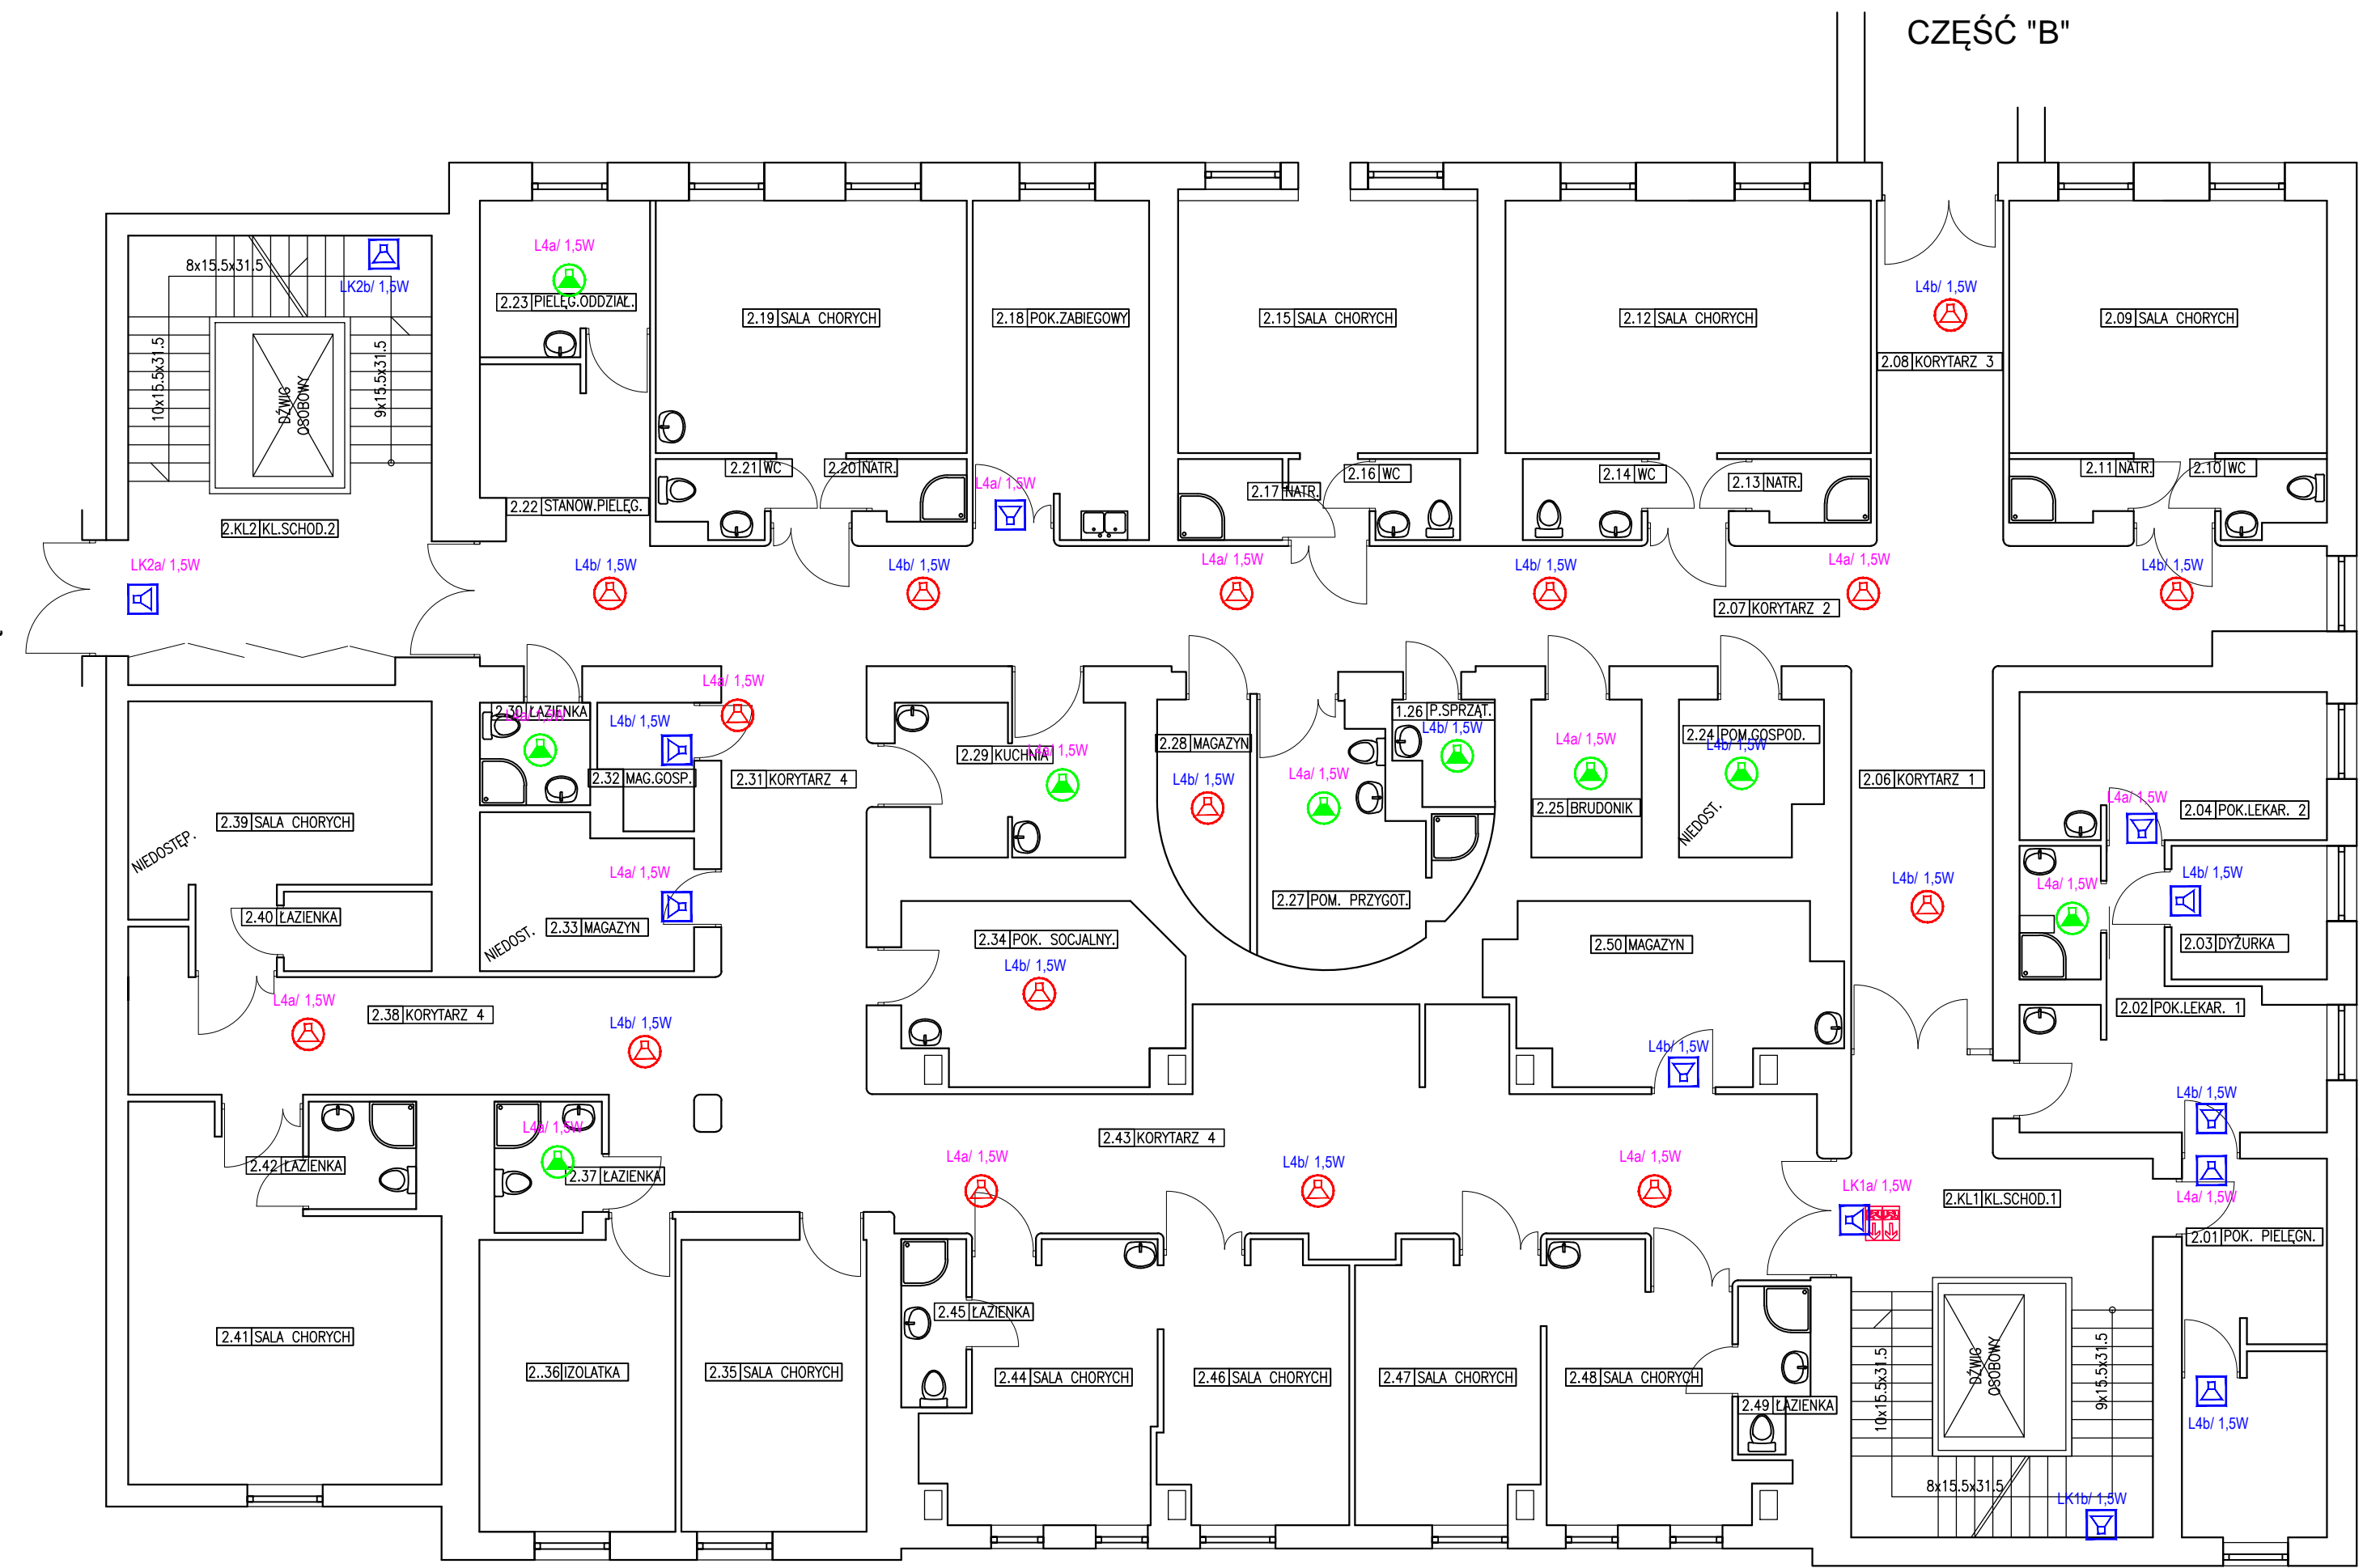 CZĘŚĆ "B"
L4a/ 1,5W
8x15.5x31.5
LK2b/ 1,5W
L4b/ 1,5W
2.23 PIELĘG.ODDZIAŁ.
2.19 SALA CHORYCH
2.18 POK.ZABIEGOWY
2.15 SALA CHORYCH
2.12 SALA CHORYCH
2.09 SALA CHORYCH
2.08 KORYTARZ 3
10x15.5x31.5
DŹWIG
OSOBOWY
9x15.5x31.5
2.21 WC
2.20 NATR.
L4a/ 1,5W
2.17 NATR.
2.16 WC
2.14 WC
2.13 NATR.
2.11 NATR.
2.10 WC
2.22 STANOW.PIELĘG.
2.KL2 KL.SCHOD.2
LK2a/ 1,5W
L4b/ 1,5W
L4b/ 1,5W
L4a/ 1,5W
L4b/ 1,5W
L4a/ 1,5W
L4b/ 1,5W
2.07 KORYTARZ 2
L4a/ 1,5W
2.30 ŁAZIENKA
L4a/ 1,5W
L4b/ 1,5W
1.26 P.SPRZĄT.
L4b/ 1,5W
2.28 MAGAZYN
L4a/ 1,5W
2.24 POM.GOSPOD.
L4b/ 1,5W
2.29 KUCHNIA
L4a/ 1,5W
2.32 MAG.GOSP.
2.31 KORYTARZ 4
L4b/ 1,5W
L4a/ 1,5W
2.06 KORYTARZ 1
L4a/ 1,5W
2.04 POK.LEKAR. 2
2.25 BRUDONIK
NIEDOST.
2.39 SALA CHORYCH
NIEDOSTĘP.
L4a/ 1,5W
L4b/ 1,5W
L4a/ 1,5W
L4b/ 1,5W
2.27 POM. PRZYGOT.
2.40 ŁAZIENKA
2.33 MAGAZYN
NIEDOST.
2.34 POK. SOCJALNY.
2.50 MAGAZYN
2.03 DYŻURKA
L4b/ 1,5W
L4a/ 1,5W
2.38 KORYTARZ 4
L4b/ 1,5W
2.02 POK.LEKAR. 1
L4b/ 1,5W
L4b/ 1,5W
L4a/ 1,5W
2.43 KORYTARZ 4
L4a/ 1,5W
L4b/ 1,5W
L4a/ 1,5W
2.42 ŁAZIENKA
2.37 ŁAZIENKA
LK1a/ 1,5W
2.KL1 KL.SCHOD.1
L4a/ 1,5W
2.01 POK. PIELĘGN.
2.45 ŁAZIENKA
2.41 SALA CHORYCH
2..36 IZOLATKA
2.35 SALA CHORYCH
2.44 SALA CHORYCH
2.46 SALA CHORYCH
2.47 SALA CHORYCH
2.48 SALA CHORYCH
2.49 ŁAZIENKA
10x15.5x31.5
DŹWIG
OSOBOWY
9x15.5x31.5
L4b/ 1,5W
8x15.5x31.5
LK1b/ 1,5W